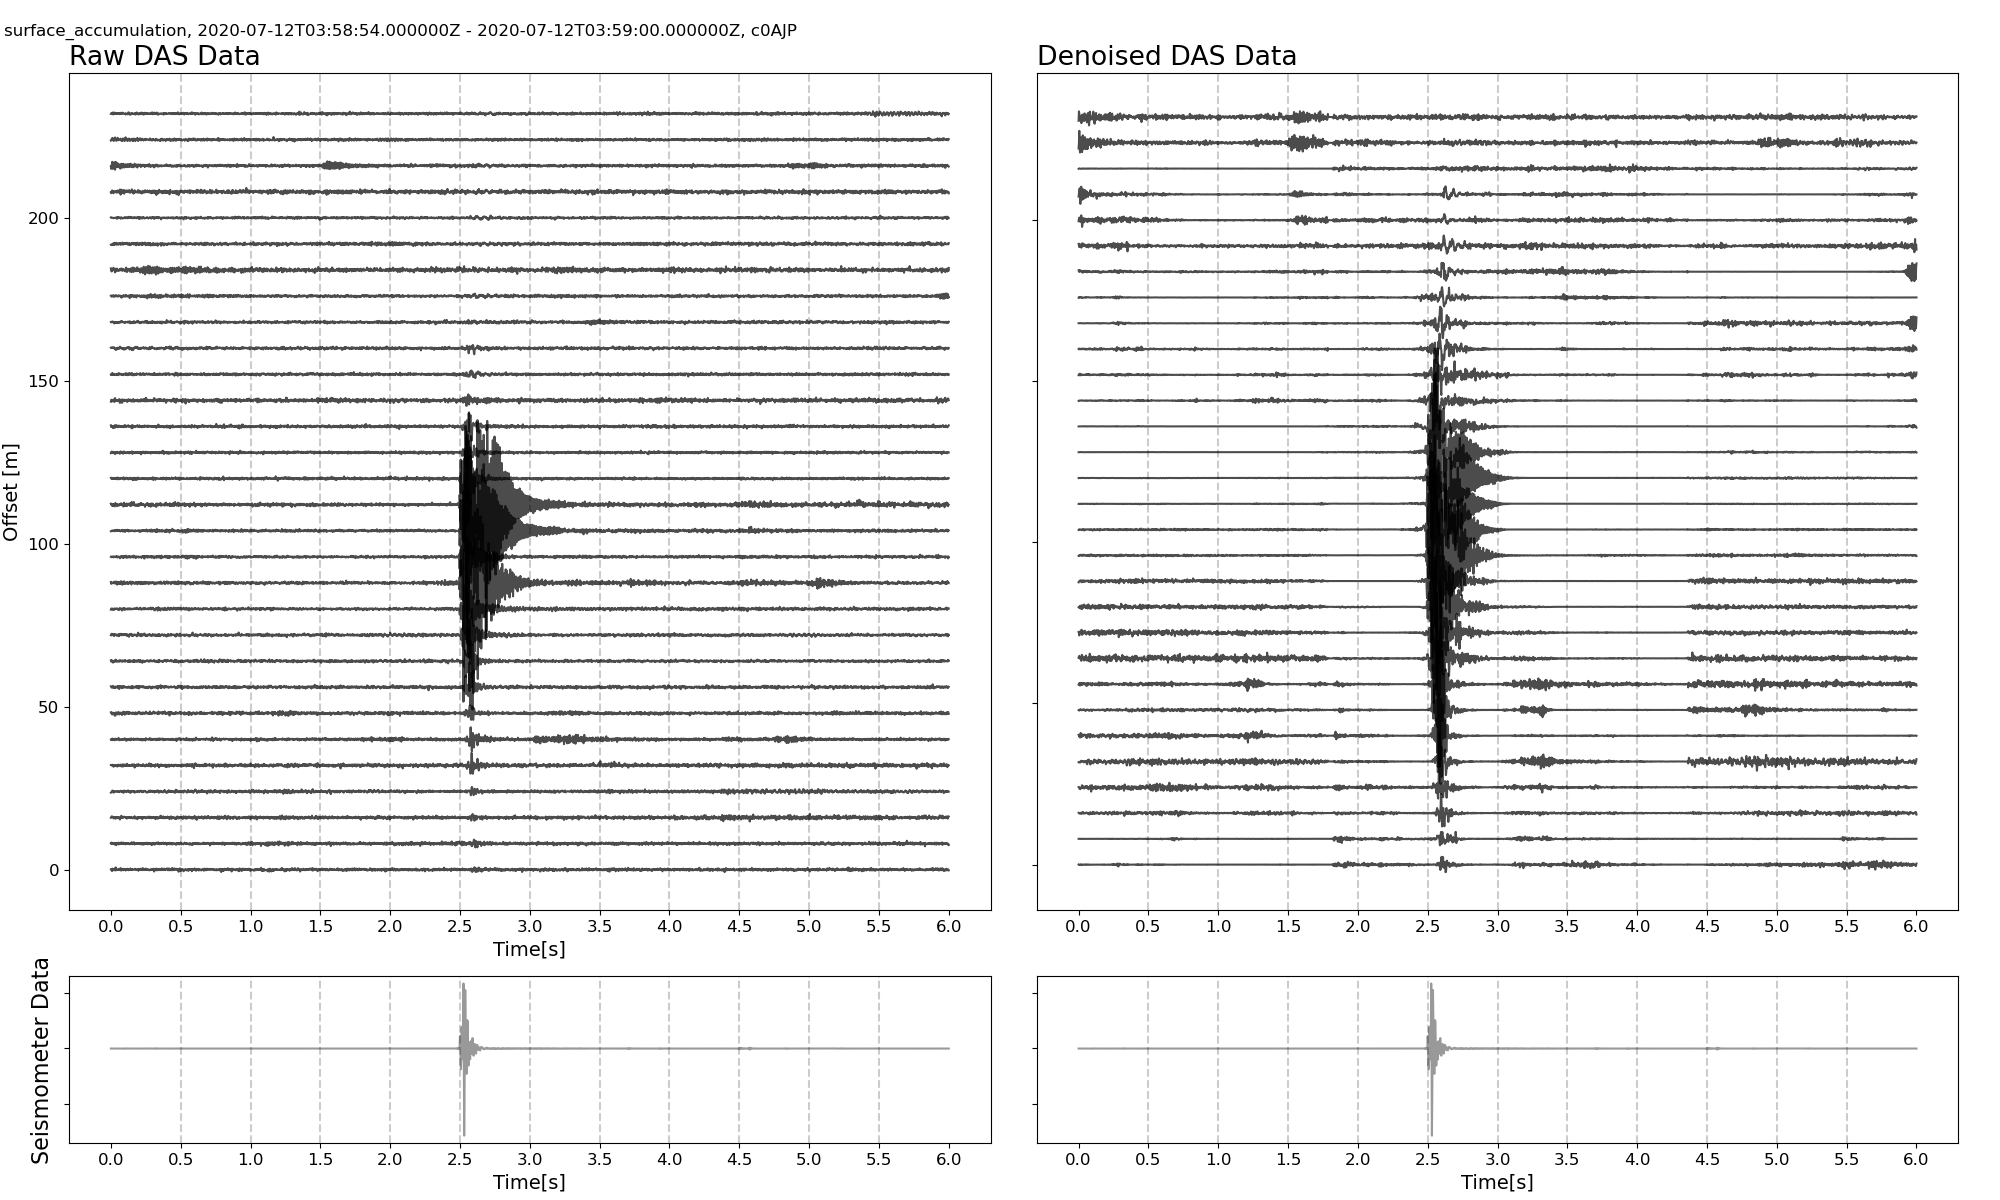 surface_accumulation, 2020-07-12T03:58:54.000000Z - 2020-07-12T03:59:00.000000Z, c0AJP
Raw DAS Data
Denoised DAS Data
Offset [m]
200
150
100
50
0
0.0 0.5 1.0 1.5 2.0 2.5 3.0 3.5 4.0 4.5 5.0 5.5 6.0
Time[s]
0.0 0.5 1.0 1.5 2.0 2.5 3.0 3.5 4.0 4.5 5.0 5.5 6.0
Seismometer Data
0.0 0.5 1.0 1.5 2.0 2.5 3.0 3.5 4.0 4.5 5.0 5.5 6.0
Time[s]
0.0 0.5 1.0 1.5 2.0 2.5 3.0 3.5 4.0 4.5 5.0 5.5 6.0
Time[s]